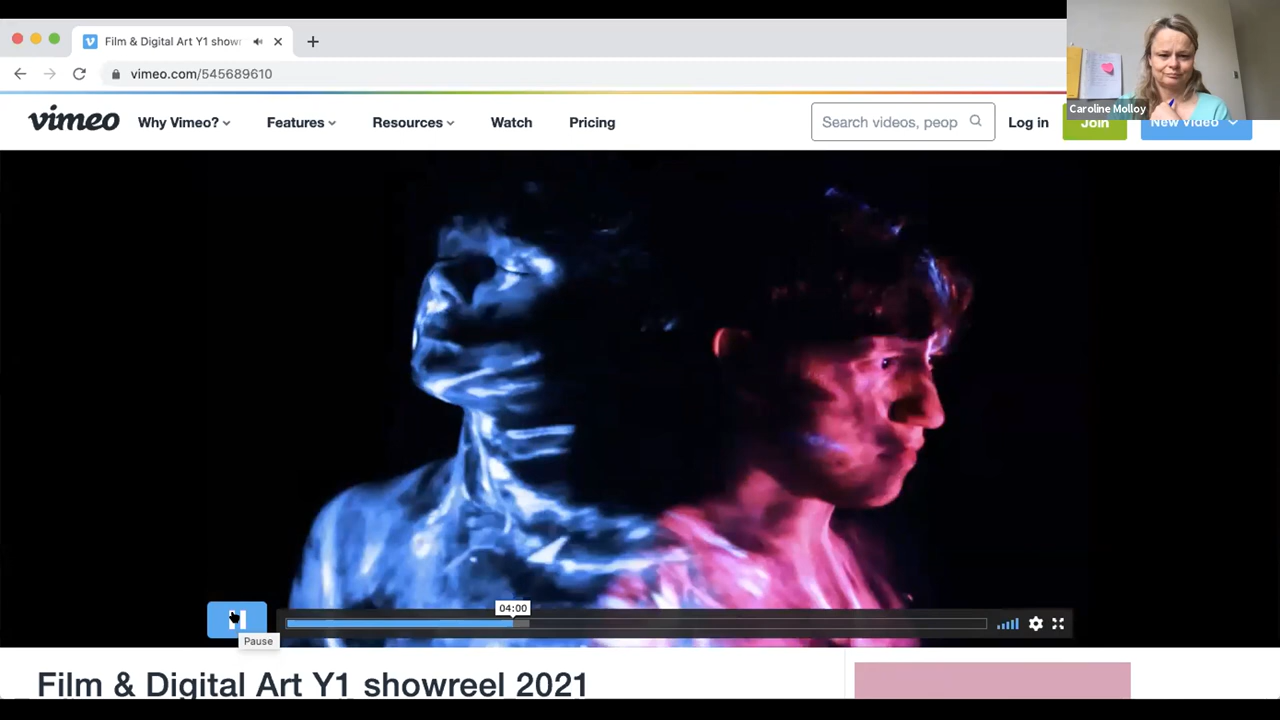 Film & Digital Art Y1 show
vimeo.com/545689610
Caroline Molloy
vimeo
Why Vimeo?
Features
Resources
Watch
Pricing
Search videos, peop
Log in
Join
New Video
04:00
Pause
Film & Digital Art Y1 showreel 2021